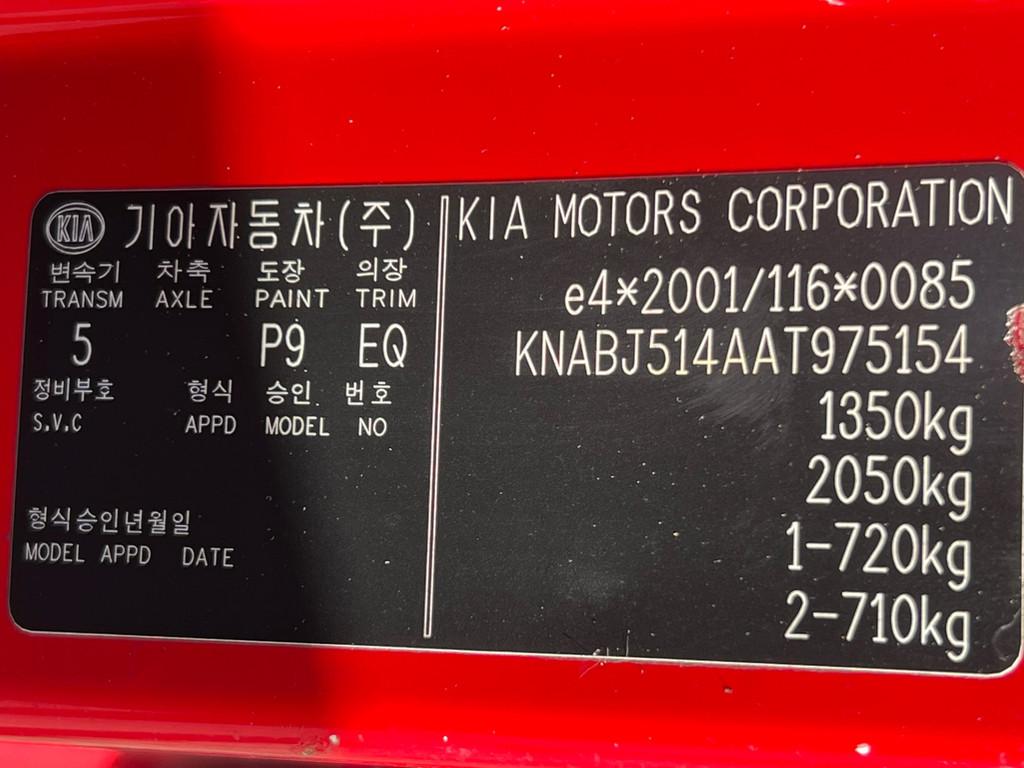 KIA 기아자동차(주)
변속기 차축 도장 의장
TRANSM AXLE PAINT TRIM
5 P9 EQ
정비부호 형식 승인 번호
S.V.C APPD MODEL NO
형식승인년월일
MODEL APPD DATE
KIA MOTORS CORPORATION
e4*2001/116*0085
KNABJ514AAT975154
1350kg
2050kg
1-720kg
2-710kg